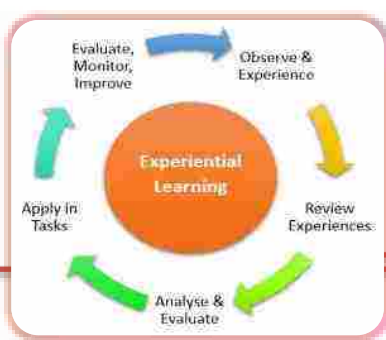 Evaluate,
Monitor,
Improve
Observe &
Experience
Experiential
Learning
Apply in
Tasks
Review
Experiences
Analyse &
Evaluate